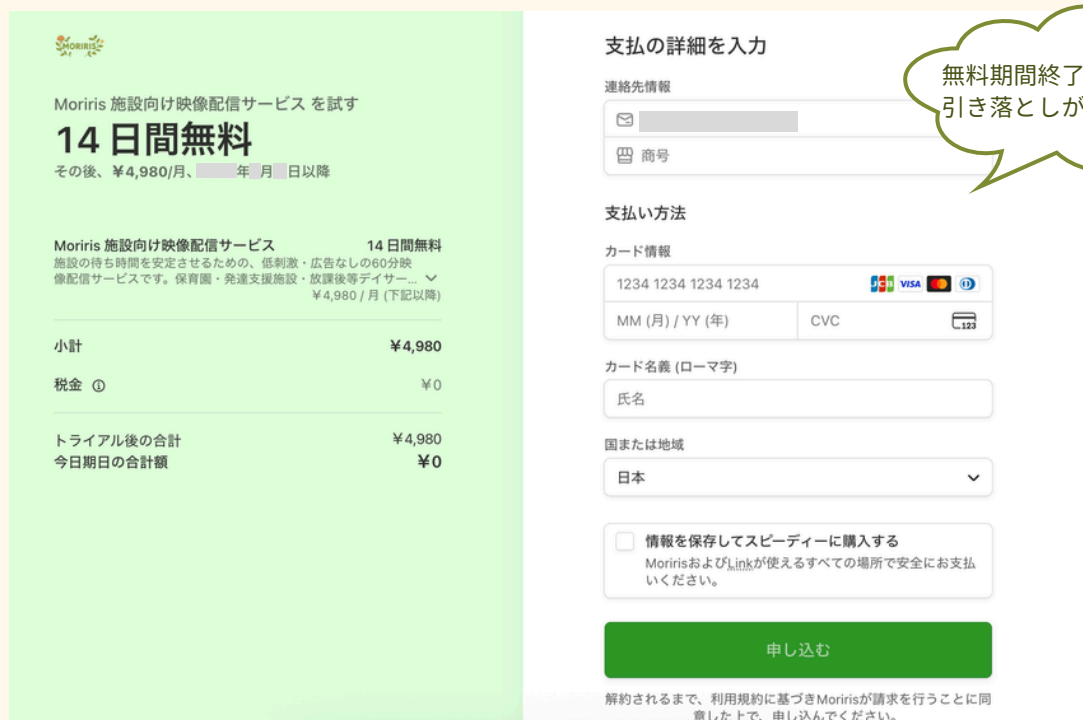 MORIRIS
Moriris 施設向け映像配信サービス を試す
14 日間無料
その後、¥4,980/月、 年 月 日以降
Moriris 施設向け映像配信サービス 14 日間無料
施設の待ち時間を安定させるための、低刺激・広告なしの60分映
像配信サービスです。保育園・発達支援施設・放課後等デイサー...
¥4,980 / 月 (下記以降)
小計 ¥4,980
税金 ¥0
トライアル後の合計 ¥4,980
今日期日の合計額 ¥0
支払の詳細を入力
連絡先情報
商号
支払い方法
カード情報
1234 1234 1234 1234 JCB VISA
MM (月) / YY (年) CVC 123
カード名義 (ローマ字)
氏名
国または地域
日本
情報を保存してスピーディーに購入する
MoririsおよびLinkが使えるすべての場所で安全にお支払
いください。
申し込む
解約されるまで、利用規約に基づきMoririsが請求を行うことに同
意した上で、申し込んでください。
無料期間終了
引き落としが